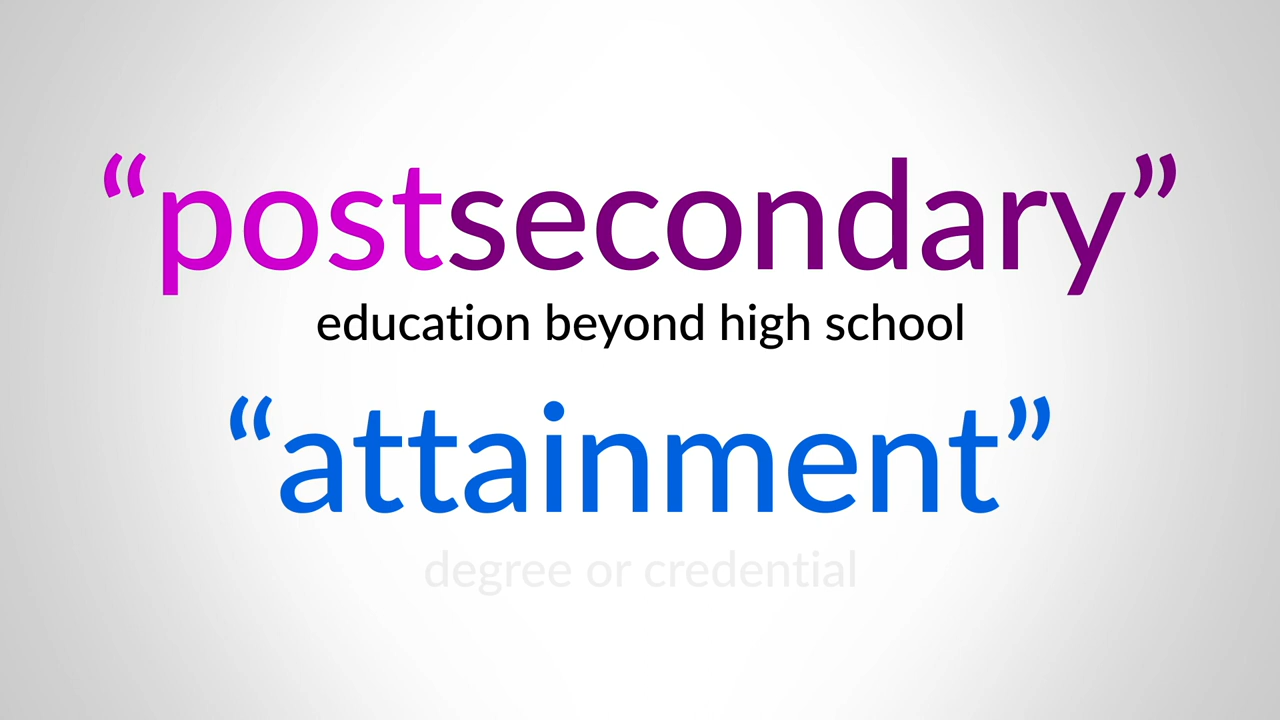 “postsecondary”
education beyond high school
“attainment”
degree or credential